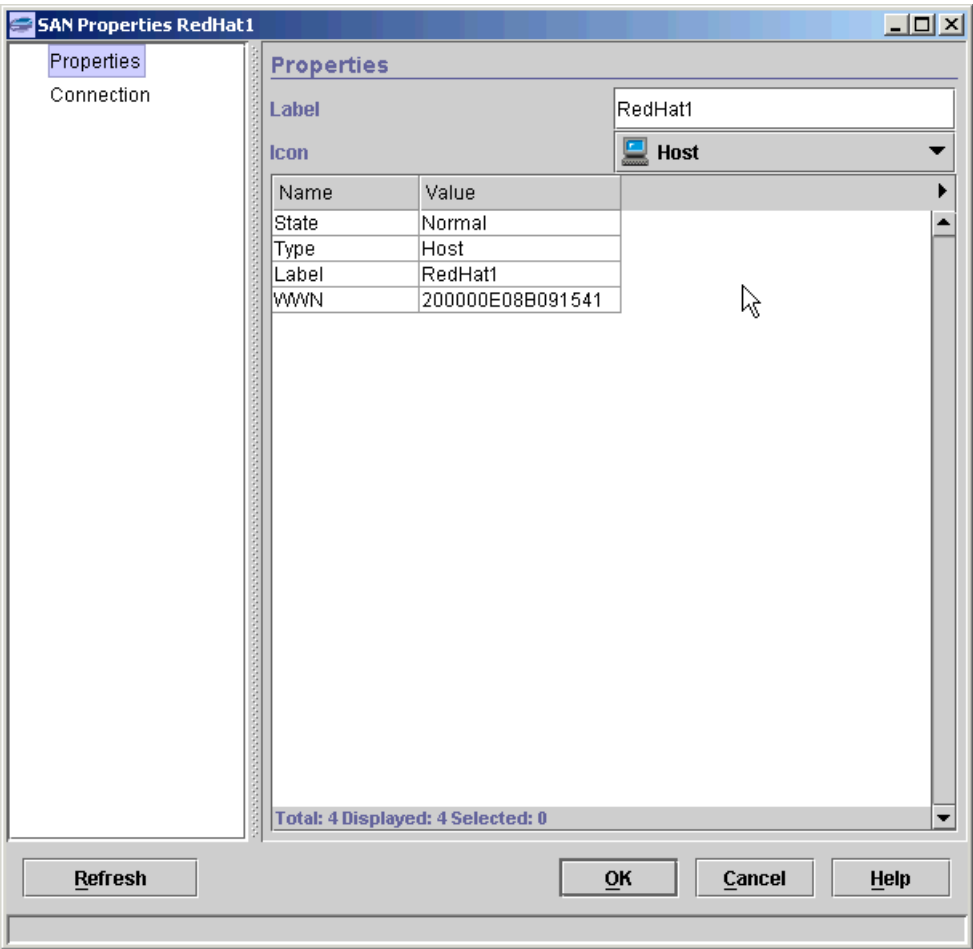 SAN Properties RedHat1
Properties
Connection
Properties
Label RedHat1
Icon Host
Name Value
State Normal
Type Host
Label RedHat1
WWN 200000E08B091541
Total: 4 Displayed: 4 Selected: 0
Refresh OK Cancel Help